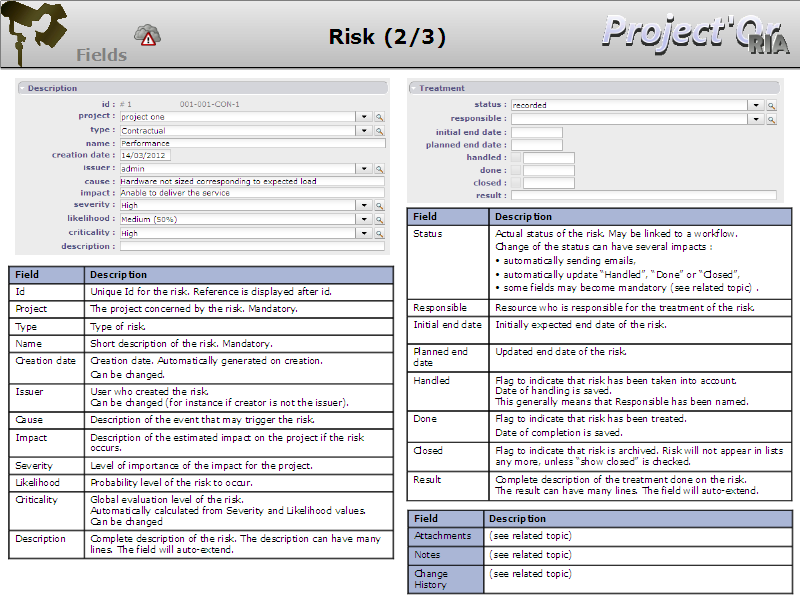 Risk (2/3)
Fields
Project'Or
RIA
Description
id : # 1 001-001-CON-1
project : project one
type : Contractual
name : Performance
creation date : 14/03/2012
issuer : admin
cause : Hardware not sized corresponding to expected load
impact : Anable to deliver the service
severity : High
likelihood : Medium (50%)
criticality : High
description :
Field Description
Id Unique Id for the risk. Reference is displayed after id.
Project The project concerned by the risk. Mandatory.
Type Type of risk.
Name Short description of the risk. Mandatory.
Creation date Creation date. Automatically generated on creation.
Can be changed.
Issuer User who created the risk.
Can be changed (for instance if creator is not the issuer).
Cause Description of the event that may trigger the risk.
Impact Description of the estimated impact on the project if the risk
occurs.
Severity Level of importance of the impact for the project.
Likelihood Probability level of the risk to occur.
Criticality Global evaluation level of the risk.
Automatically calculated from Severity and Likelihood values.
Can be changed
Description Complete description of the risk. The description can have many
lines. The field will auto-extend.
Treatment
status : recorded
responsible :
initial end date :
planned end date :
handled :
done :
closed :
result :
Field Description
Status Actual status of the risk. May be linked to a workflow.
Change of the status can have several impacts :
• automatically sending emails,
• automatically update “Handled”, “Done” or “Closed”,
• some fields may become mandatory (see related topic) .
Responsible Resource who is responsible for the treatment of the risk.
Initial end date Initially expected end date of the risk.
Planned end Updated end date of the risk.
date
Handled Flag to indicate that risk has been taken into account.
Date of handling is saved.
This generally means that Responsible has been named.
Done Flag to indicate that risk has been treated.
Date of completion is saved.
Closed Flag to indicate that risk is archived. Risk will not appear in lists
any more, unless “show closed” is checked.
Result Complete description of the treatment done on the risk.
The result can have many lines. The field will auto-extend.
Field Description
Attachments (see related topic)
Notes (see related topic)
Change (see related topic)
History